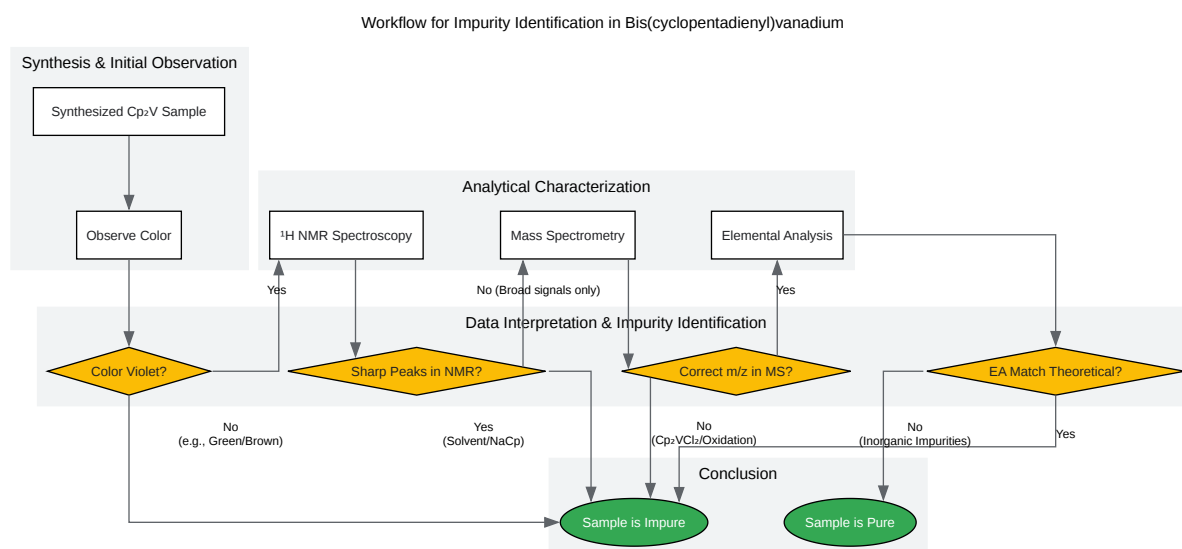 Workflow for Impurity Identification in Bis(cyclopentadienyl)vanadium
Synthesis & Initial Observation
Synthesized Cp₂V Sample
Observe Color
Analytical Characterization
¹H NMR Spectroscopy
Mass Spectrometry
Elemental Analysis
Yes
No (Broad signals only)
Yes
Data Interpretation & Impurity Identification
Color Violet?
Sharp Peaks in NMR?
Correct m/z in MS?
EA Match Theoretical?
No
(e.g., Green/Brown)
Yes
(Solvent/NaCp)
No
(Cp₂VCl₂/Oxidation)
No
(Inorganic Impurities)
Yes
Conclusion
Sample is Impure
Sample is Pure